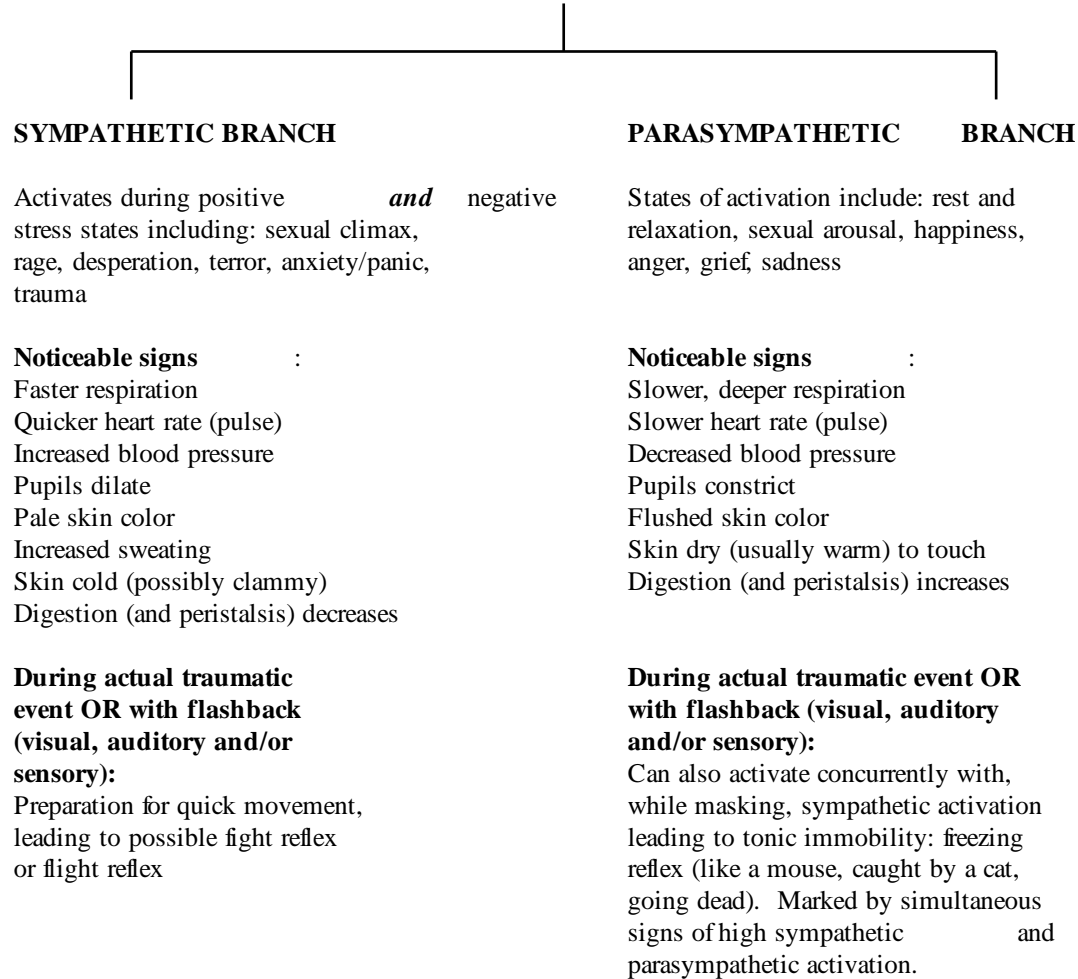 SYMPATHETIC BRANCH
Activates during positive and negative
stress states including: sexual climax,
rage, desperation, terror, anxiety/panic,
trauma
Noticeable signs :
Faster respiration
Quicker heart rate (pulse)
Increased blood pressure
Pupils dilate
Pale skin color
Increased sweating
Skin cold (possibly clammy)
Digestion (and peristalsis) decreases
During actual traumatic
event OR with flashback
(visual, auditory and/or
sensory):
Preparation for quick movement,
leading to possible fight reflex
or flight reflex
PARASYMPATHETIC BRANCH
States of activation include: rest and
relaxation, sexual arousal, happiness,
anger, grief, sadness
Noticeable signs :
Slower, deeper respiration
Slower heart rate (pulse)
Decreased blood pressure
Pupils constrict
Flushed skin color
Skin dry (usually warm) to touch
Digestion (and peristalsis) increases
During actual traumatic event OR
with flashback (visual, auditory
and/or sensory):
Can also activate concurrently with,
while masking, sympathetic activation
leading to tonic immobility: freezing
reflex (like a mouse, caught by a cat,
going dead). Marked by simultaneous
signs of high sympathetic and
parasympathetic activation.